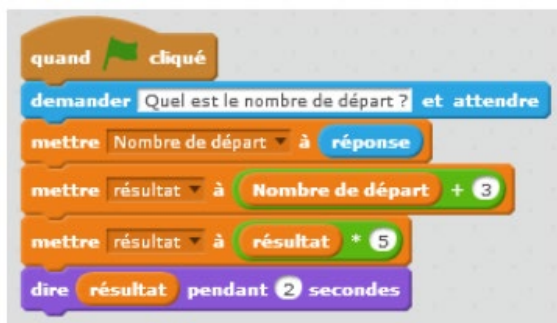 quand cliqué
demander Quel est le nombre de départ ? et attendre
mettre Nombre de départ à réponse
mettre résultat à Nombre de départ + 3
mettre résultat à résultat * 5
dire résultat pendant 2 secondes